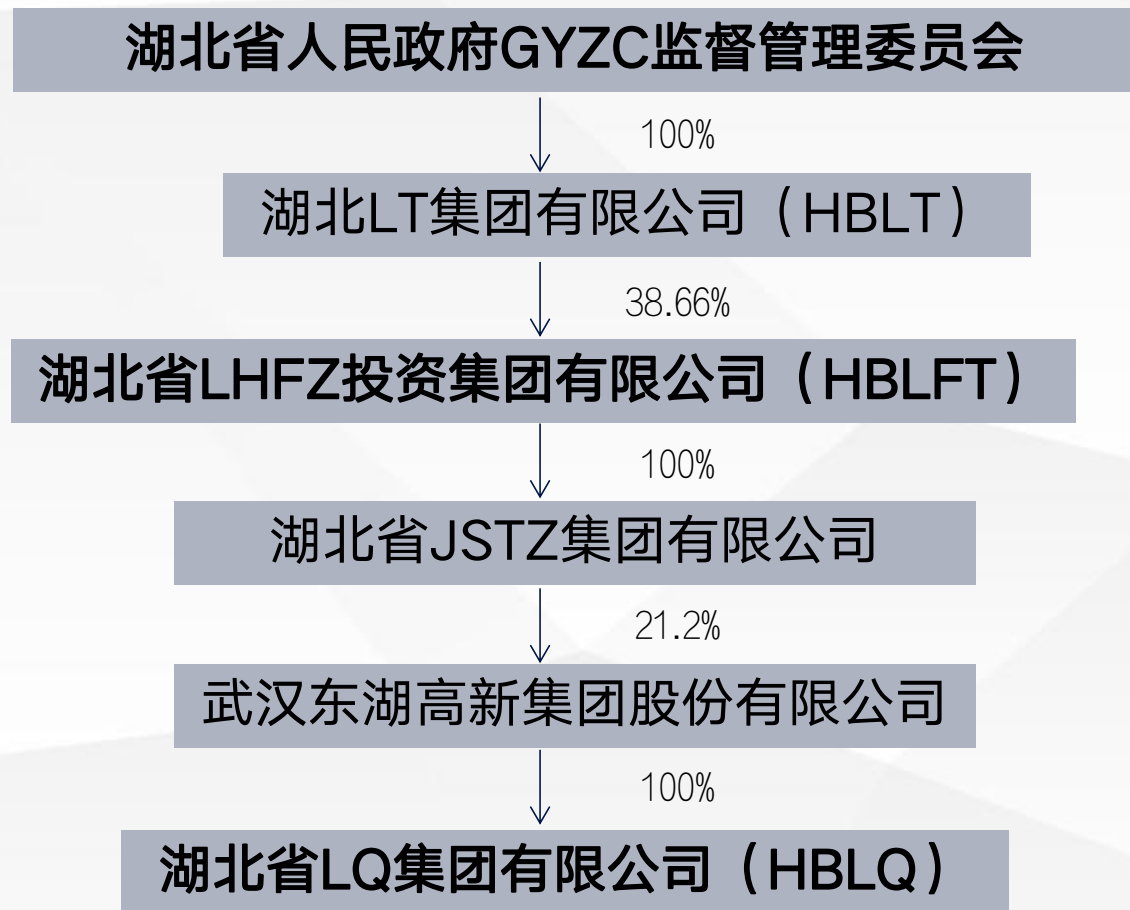 湖北省人民政府GYZC监督管理委员会
100%
湖北LT集团有限公司（HBLT）
38.66%
湖北省LHFZ投资集团有限公司（HBLFT）
100%
湖北省JSTZ集团有限公司
21.2%
武汉东湖高新集团股份有限公司
100%
湖北省LQ集团有限公司（HBLQ）